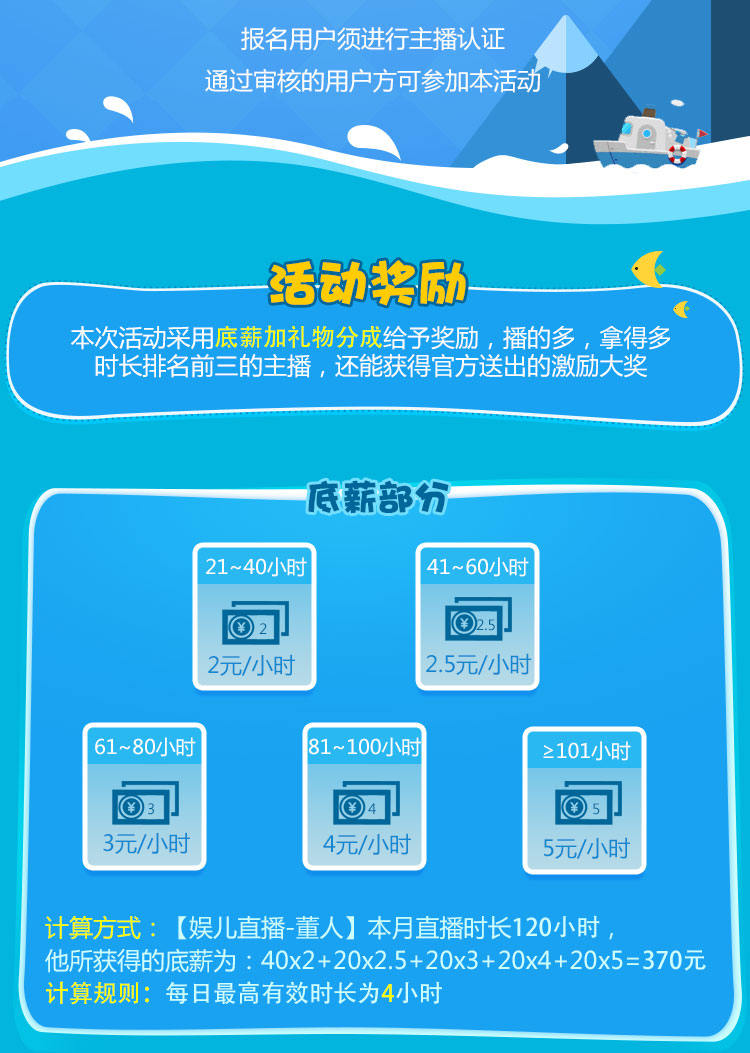 报名用户须进行主播认证
通过审核的用户方可参加本活动
活动奖励
本次活动采用底薪加礼物分成给予奖励，播的多，拿得多
时长排名前三的主播，还能获得官方送出的激励大奖
底薪部分
21~40小时
41~60小时
¥ 2
¥ 2.5
2元/小时
2.5元/小时
61~80小时
81~100小时
≥101小时
¥ 3
¥ 4
¥ 5
3元/小时
4元/小时
5元/小时
计算方式：【娱儿直播-董人】本月直播时长120小时，
他所获得的底薪为：40x2+20x2.5+20x3+20x4+20x5=370元
计算规则：每日最高有效时长为4小时